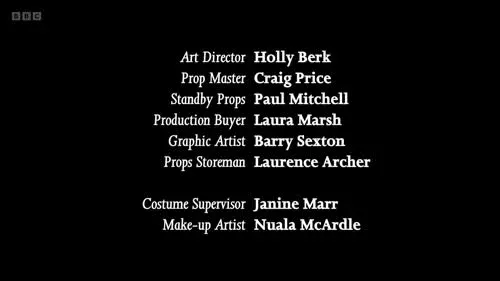 BBC
Art Director Holly Berk
Prop Master Craig Price
Standby Props Paul Mitchell
Production Buyer Laura Marsh
Graphic Artist Barry Sexton
Props Storeman Laurence Archer
Costume Supervisor Janine Marr
Make-up Artist Nuala McArdle